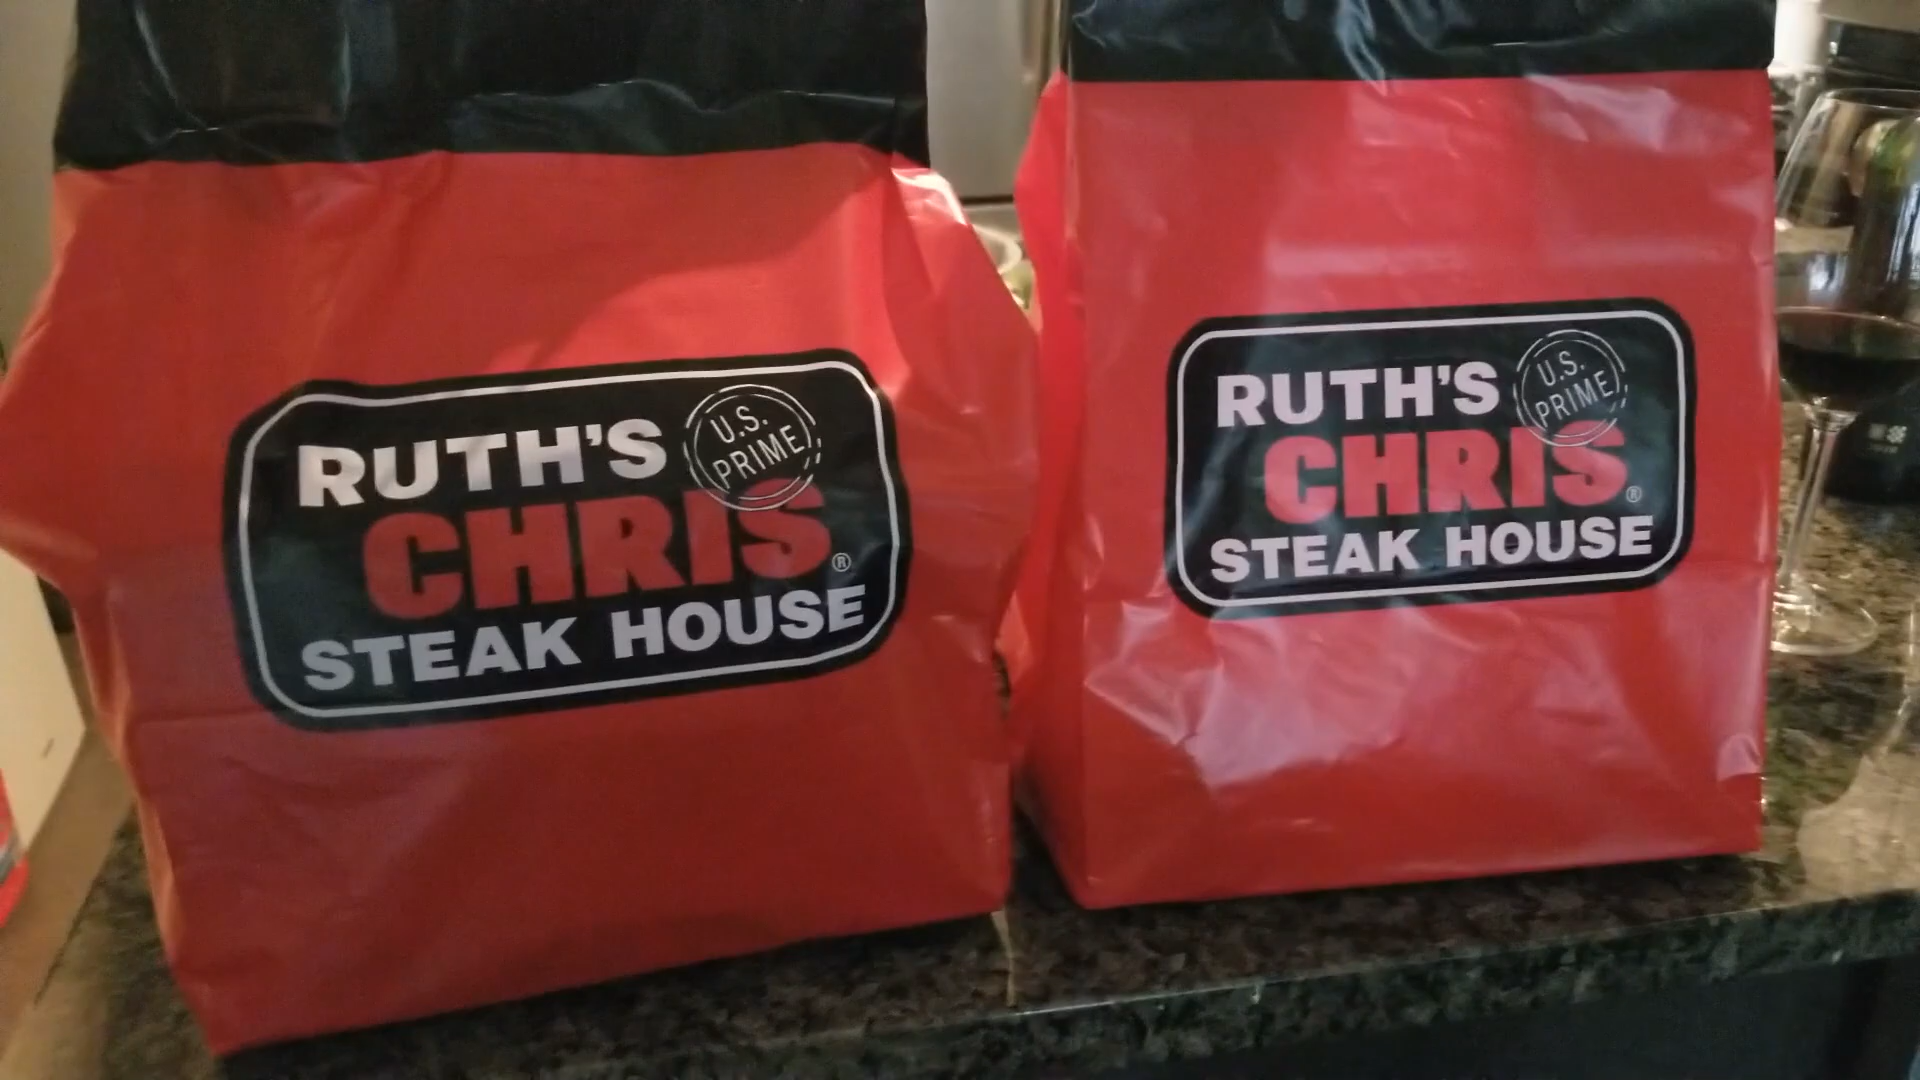 RUTH'S
U.S.
PRIME
CHRIS®
STEAK HOUSE
RUTH'S
U.S.
PRIME
CHRIS®
STEAK HOUSE